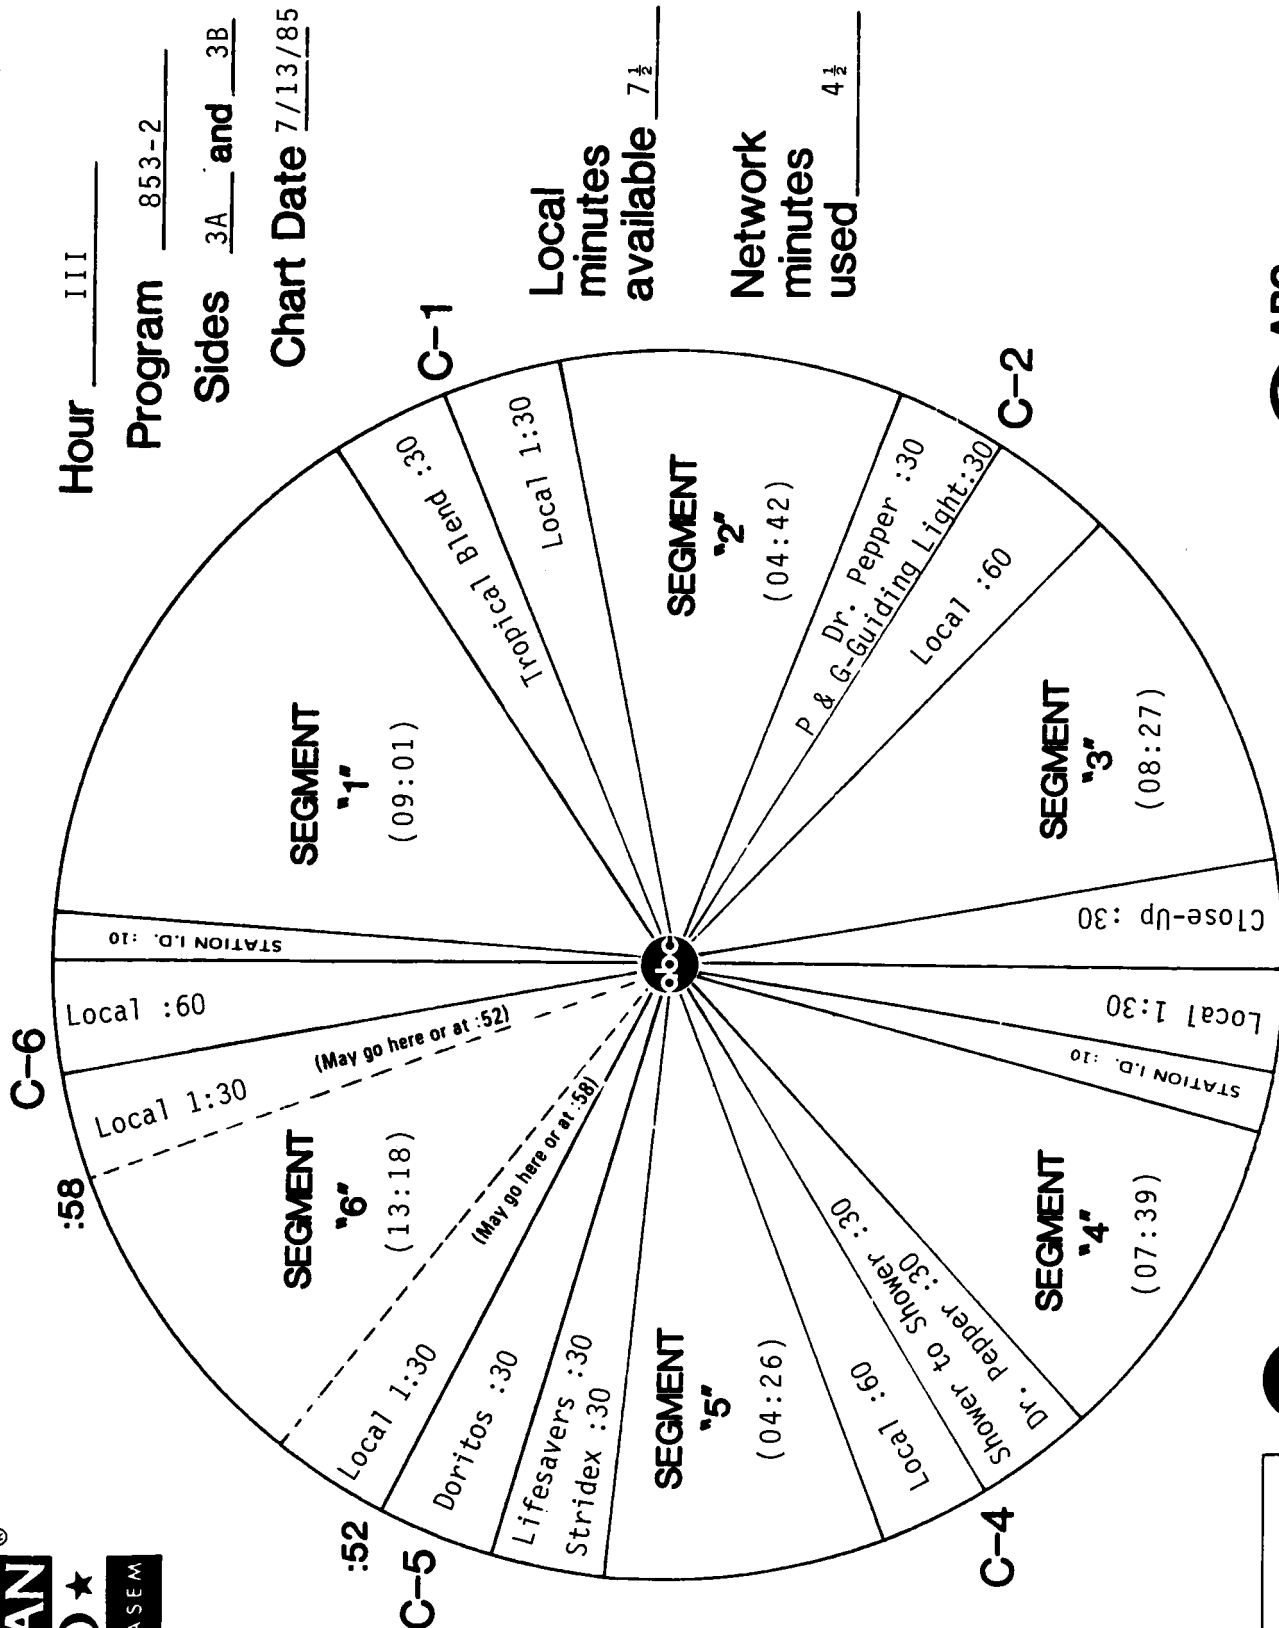 Hour III
Program 853-2
Sides 3A and 3B
Chart Date 7/13/85
Local
minutes
available 7½
Network
minutes
used 4½
STATION I.D. :10
SEGMENT
"1"
(09:01)
Tropical Blend :30
C-1
Local 1:30
SEGMENT
"2"
(04:42)
Dr. Pepper :30
P & G-Guiding Light:30
C-2
Local :60
SEGMENT
"3"
(08:27)
Close-Up :30
Local 1:30
STATION I.D. :10
SEGMENT
"4"
(07:39)
Dr. Pepper :30
Shower to Shower :30
C-4
Local :60
SEGMENT
"5"
(04:26)
Stridex :30
Lifesavers :30
C-5
Doritos :30
:52
Local 1:30
(May go here or at :58)
SEGMENT
"6"
(13:18)
:58
(May go here or at :52)
Local 1:30
C-6
Local :60
abc
AN
ASEM
®